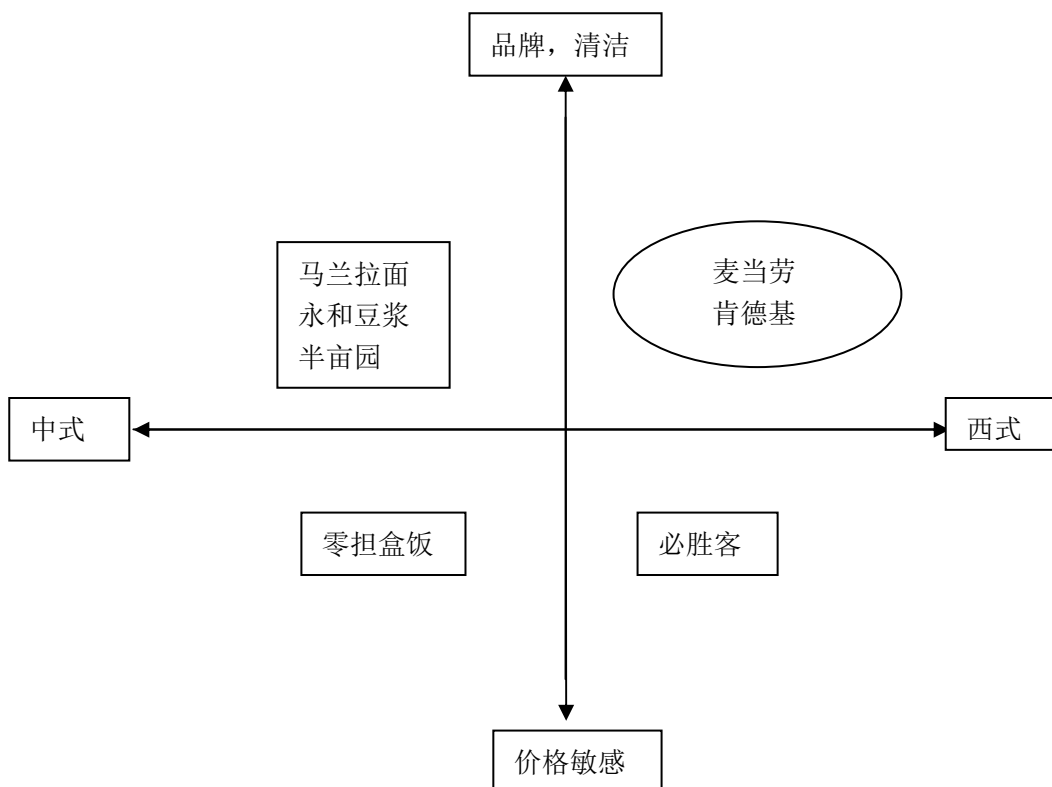 品牌，清洁
马兰拉面
永和豆浆
半亩园
麦当劳
肯德基
中式
西式
零担盒饭
必胜客
价格敏感